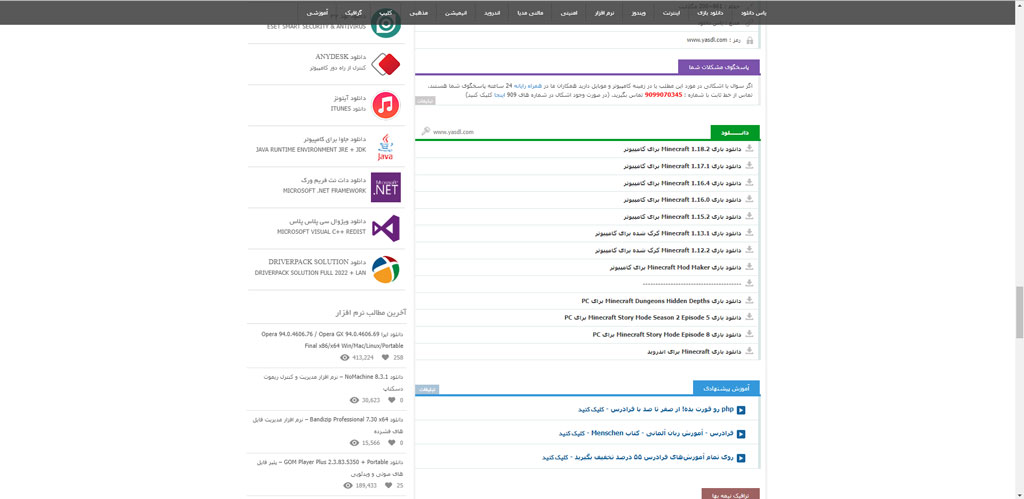 یاس دانلود
دانلود بازی
اینترنت
ویندوز
نرم افزار
امنیتی
مالتی مدیا
اندروید
انیمیشن
مذهبی
کلیپ
گرافیک
آموزشی
رمز : www.yasdl.com
پاسخگوی مشکلات شما
اگر سوال یا اشکالی در مورد این مطلب یا در زمینه کامپیوتر و موبایل دارید همکاران ما در همراه رایانه 24 ساعته پاسخگوی شما هستند.
تماس از خط ثابت با شماره : 9099070345 تماس بگیرید. (در صورت وجود اشکال در شماره های 909 اینجا کلیک کنید)
تبلیغات
دانــلــود
www.yasdl.com
دانلود بازی Minecraft 1.18.2 برای کامپیوتر
دانلود بازی Minecraft 1.17.1 برای کامپیوتر
دانلود بازی Minecraft 1.16.4 برای کامپیوتر
دانلود بازی Minecraft 1.16.0 برای کامپیوتر
دانلود بازی Minecraft 1.15.2 برای کامپیوتر
دانلود بازی Minecraft 1.13.1 کرک شده برای کامپیوتر
دانلود بازی Minecraft 1.12.2 کرک شده برای کامپیوتر
دانلود بازی Minecraft Mod Maker برای کامپیوتر
---------------------------------------
دانلود بازی Minecraft Dungeons Hidden Depths برای PC
دانلود بازی Minecraft Story Mode Season 2 Episode 5 برای PC
دانلود بازی Minecraft Story Mode Episode 8 برای PC
دانلود بازی Minecraft برای اندروید
آموزش پیشنهادی
تبلیغات
php رو قورت بده! از صفر تا صد با فرادرس - کلیک کنید
فرادرس - آموزش زبان آلمانی - کتاب Menschen - کلیک کنید
روی تمام آموزش‌های فرادرس ۵۵ درصد تخفیف بگیرید - کلیک کنید
ترافیک نیمه بها
ESET SMART SECURITY & ANTIVIRUS
دانلود ANYDESK
کنترل از راه دور کامپیوتر
دانلود آیتونز
دانلود ITUNES
دانلود جاوا برای کامپیوتر
JAVA RUNTIME ENVIRONMENT JRE + JDK
Java
دانلود دات نت فریم ورک
MICROSOFT .NET FRAMEWORK
Microsoft .NET
دانلود ویژوال سی پلاس پلاس
MICROSOFT VISUAL C++ REDIST
دانلود DRIVERPACK SOLUTION
DRIVERPACK SOLUTION FULL 2022 + LAN
آخرین مطالب نرم افزار
دانلود اپرا Opera 94.0.4606.76 / Opera GX 94.0.4606.69
Final x86/x64 Win/Mac/Linux/Portable
258 413,224
دانلود NoMachine 8.3.1 – نرم افزار مدیریت و کنترل ریموت
دسکتاپ
0 30,623
دانلود Bandizip Professional 7.30 x64 – نرم افزار مدیریت فایل
های فشرده
0 15,566
دانلود GOM Player Plus 2.3.83.5350 + Portable – پلیر فایل
های صوتی و ویدئویی
25 189,433